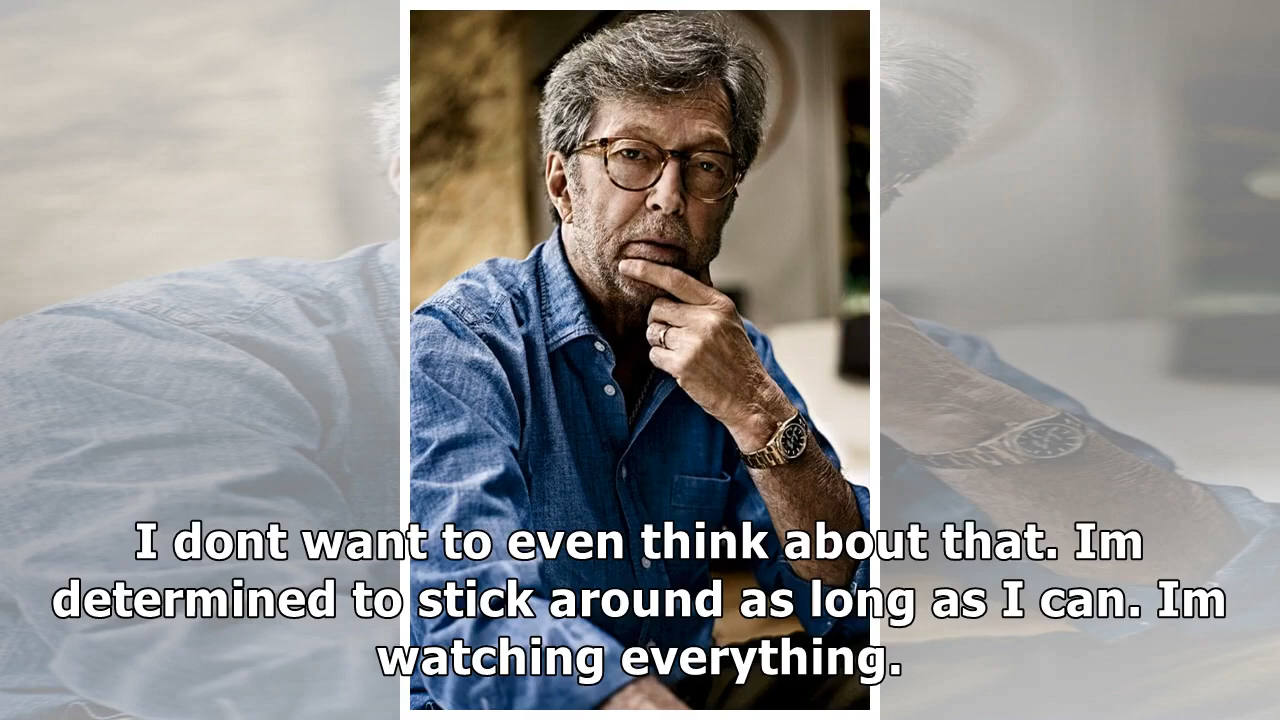 I dont want to even think about that. Im
determined to stick around as long as I can. Im
watching everything.